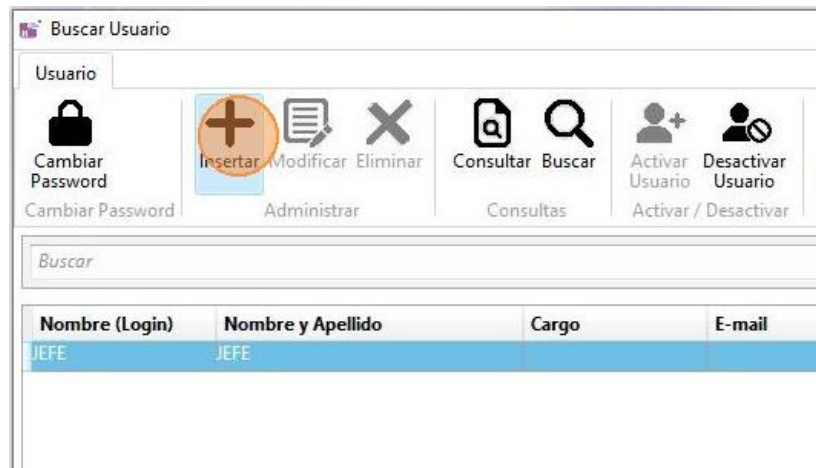 Buscar Usuario
Usuario
Cambiar Password
Insertar Modificar Eliminar
Consultar Buscar
Activar Usuario
Desactivar Usuario
Cambiar Password
Administrar
Consultas
Activar / Desactivar
Buscar
Nombre (Login) Nombre y Apellido Cargo E-mail
JEFE JEFE